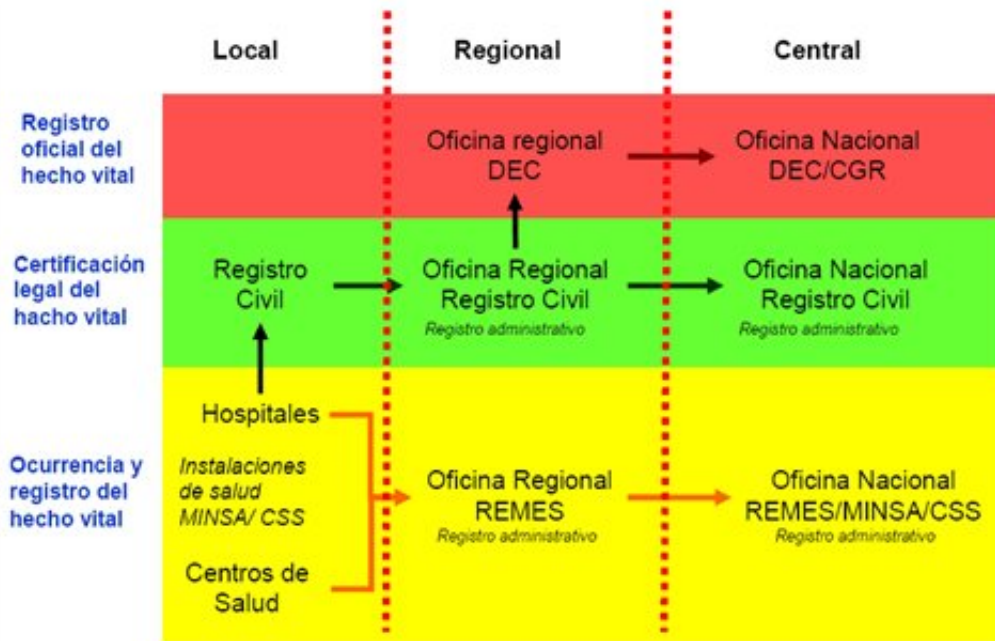 Local
Regional
Central
Registro
oficial del
hecho vital
Oficina regional
DEC
Oficina Nacional
DEC/CGR
Certificación
legal del
hacho vital
Registro
Civil
Oficina Regional
Registro Civil
Registro administrativo
Oficina Nacional
Registro Civil
Registro administrativo
Ocurrencia y
registro del
hecho vital
Hospitales
Instalaciones
de salud
MINSA/ CSS
Centros de
Salud
Oficina Regional
REMES
Registro administrativo
Oficina Nacional
REMES/MINSA/CSS
Registro administrativo